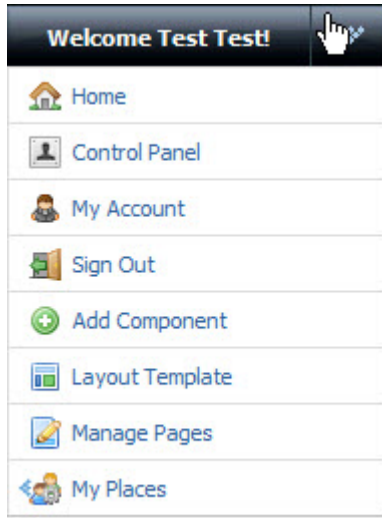 Welcome Test Test!
Home
Control Panel
My Account
Sign Out
Add Component
Layout Template
Manage Pages
My Places